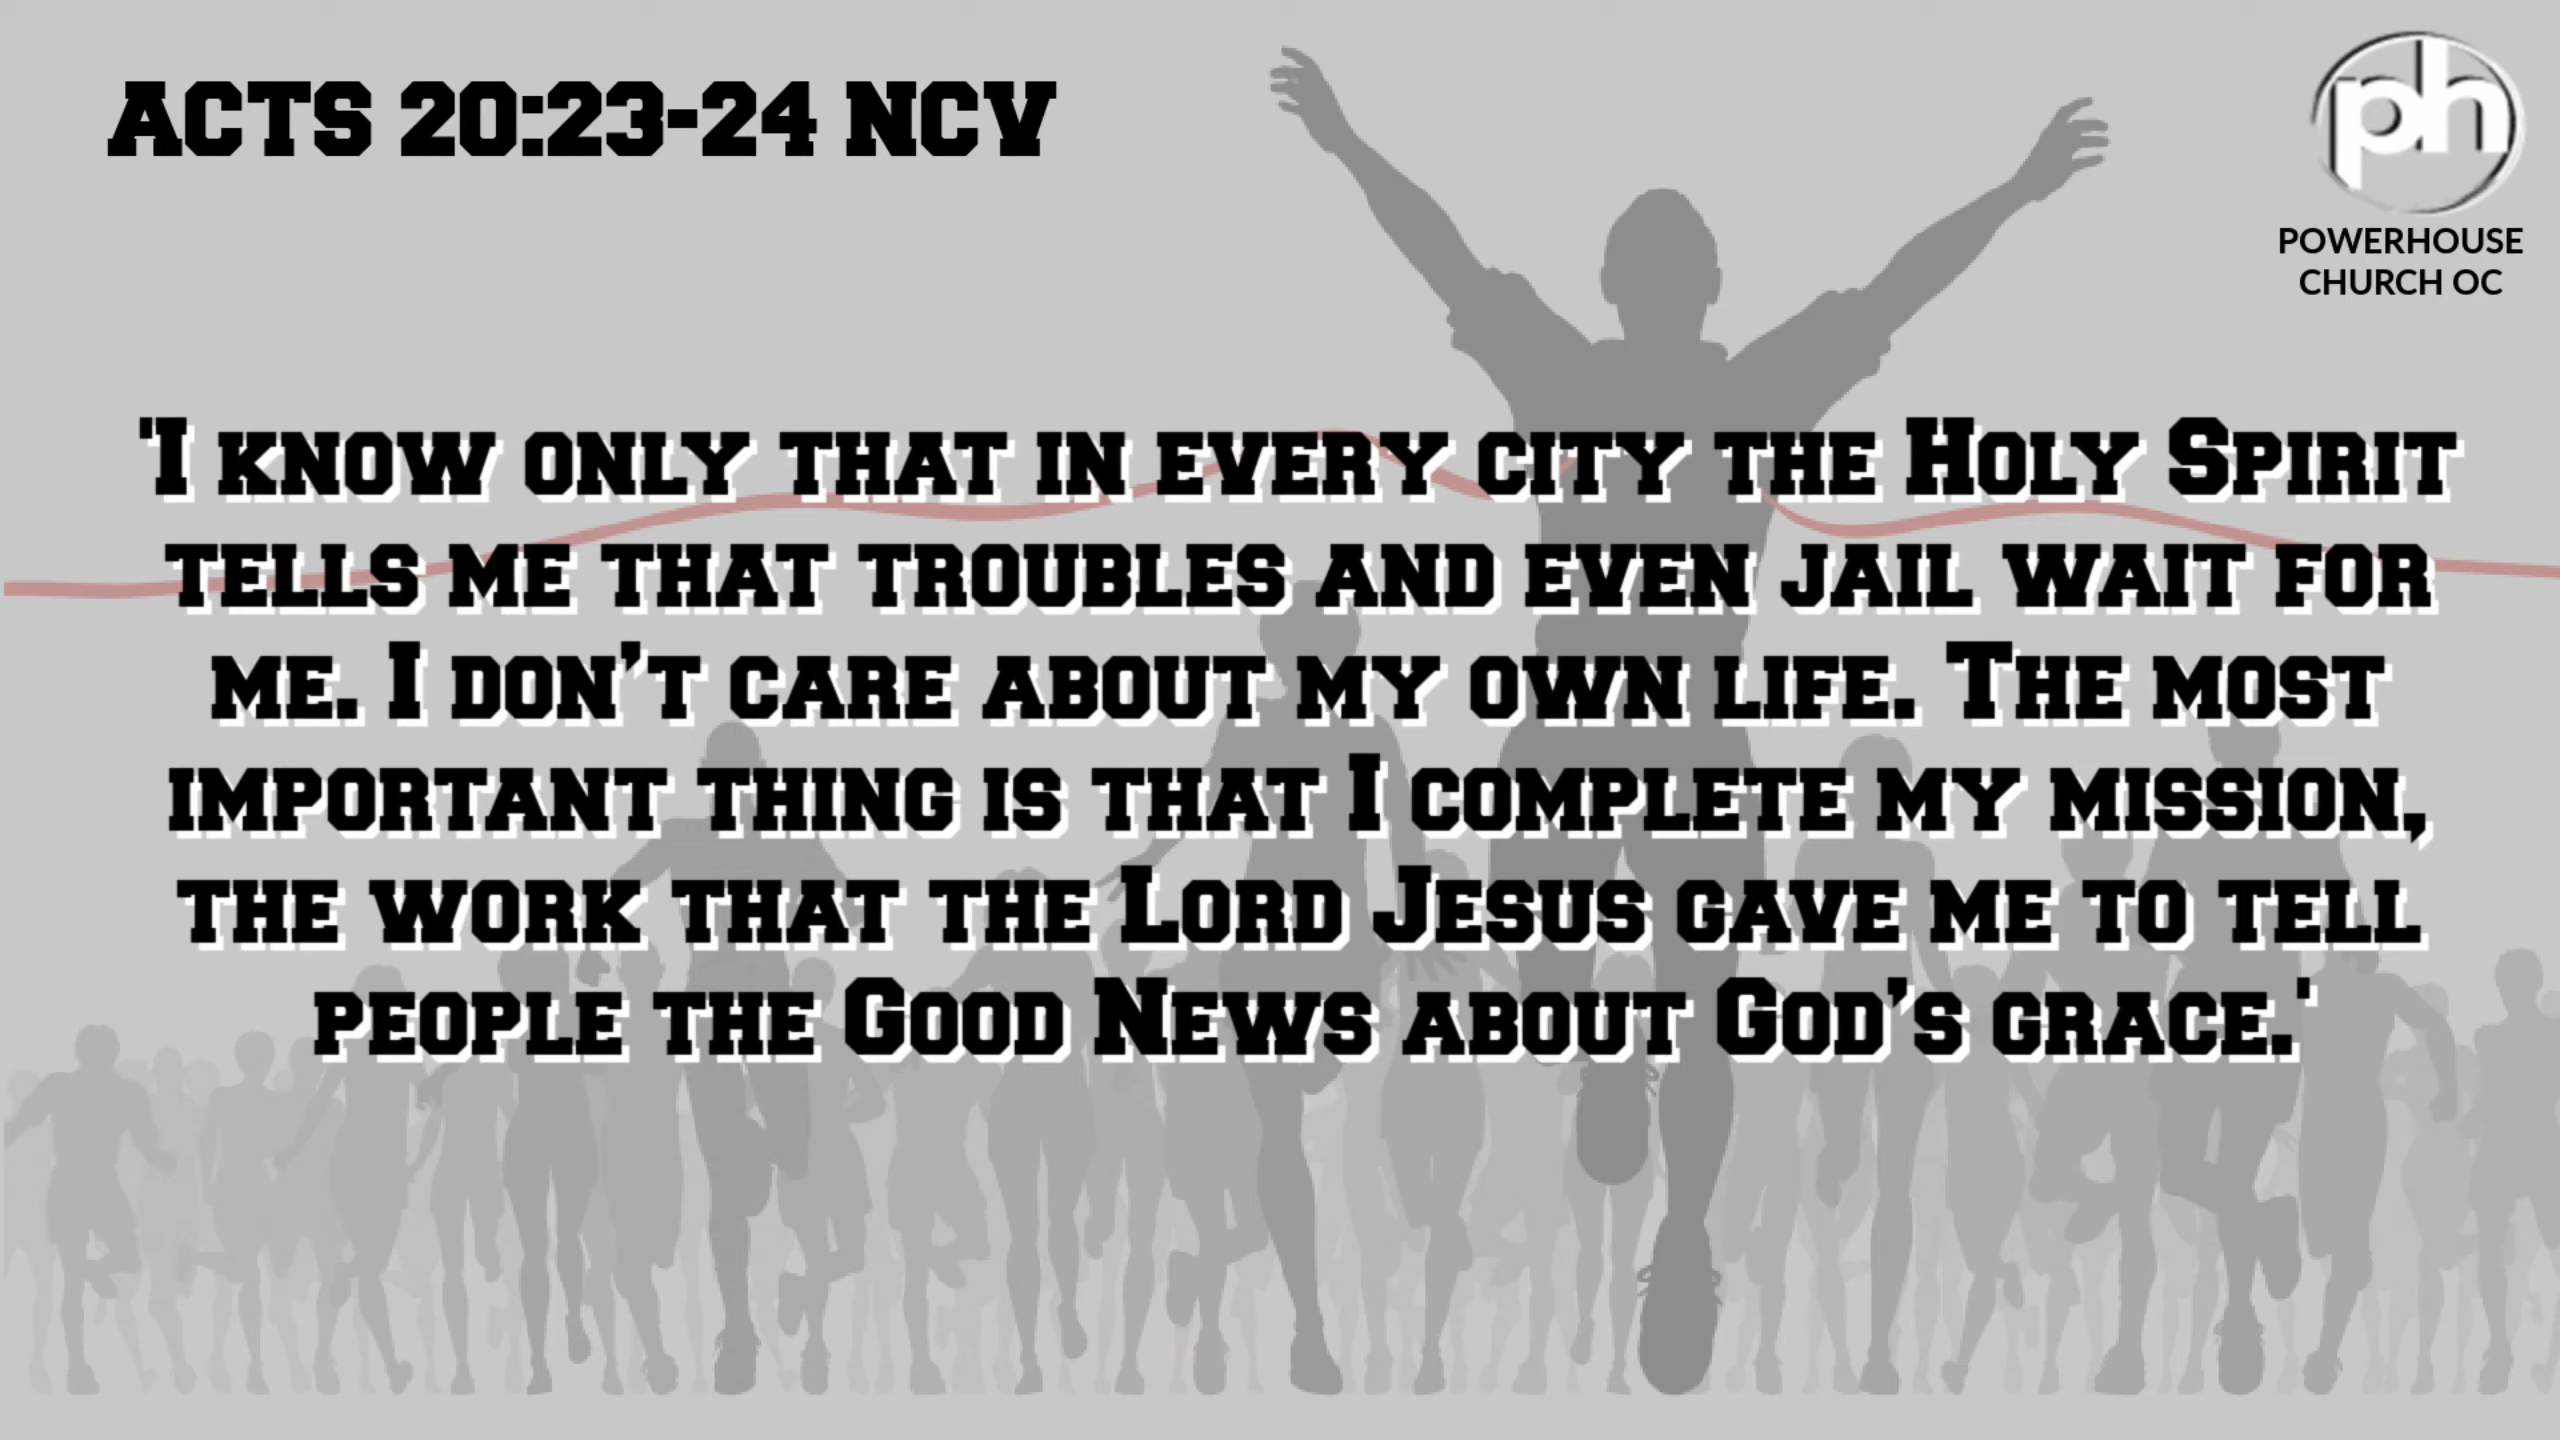 ACTS 20:23-24 NCV
ph
POWERHOUSE
CHURCH OC
'I know only that in every city the Holy Spirit
tells me that troubles and even jail wait for
me. I don’t care about my own life. The most
important thing is that I complete my mission,
the work that the Lord Jesus gave me to tell
people the Good News about God’s grace.'